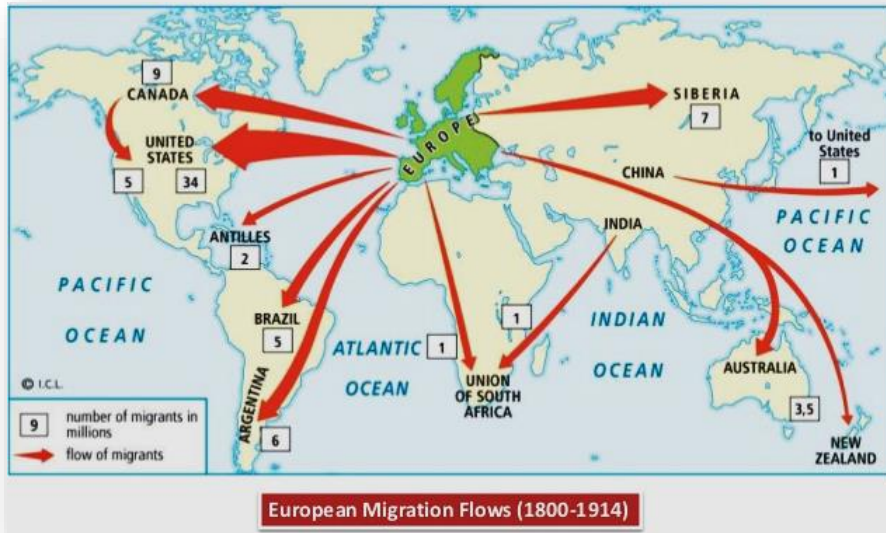 9
CANADA
UNITED
STATES
5
34
ANTILLES
2
BRAZIL
5
ARGENTINA
6
EUROPE
SIBERIA
7
to United
States
1
CHINA
INDIA
PACIFIC
OCEAN
PACIFIC
OCEAN
ATLANTIC
OCEAN
1
1
UNION
OF SOUTH
AFRICA
INDIAN
OCEAN
AUSTRALIA
3,5
NEW
ZEALAND
© I.C.L.
9 number of migrants in
millions
flow of migrants
European Migration Flows (1800-1914)